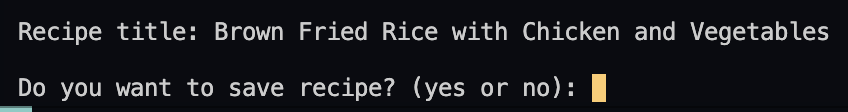 Recipe title: Brown Fried Rice with Chicken and Vegetables
Do you want to save recipe? (yes or no):